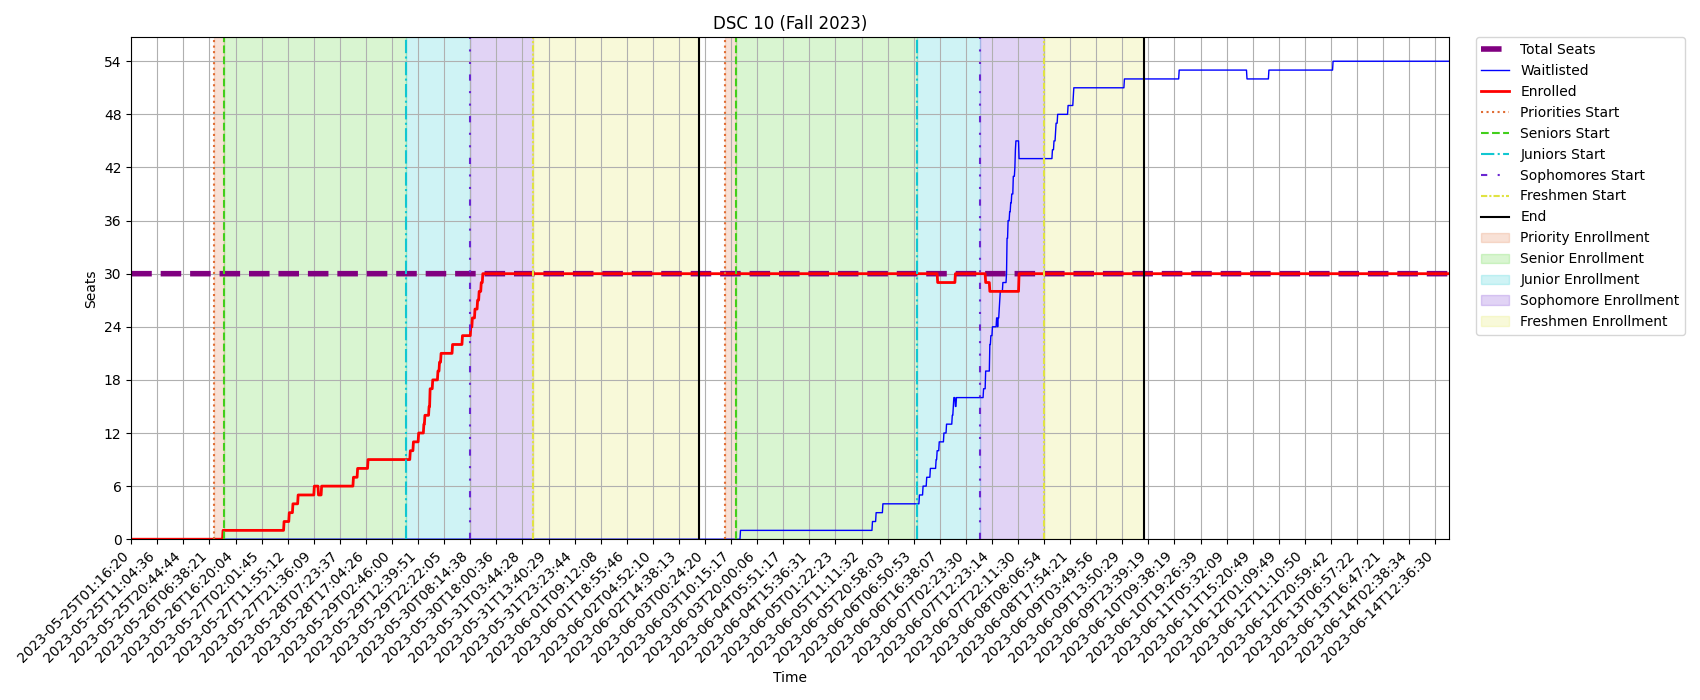 DSC 10 (Fall 2023)
Seats
54
48
42
36
30
24
18
12
6
0
2023-05-25T01:16:20
2023-05-25T11:04:36
2023-05-25T20:44:44
2023-05-26T06:38:21
2023-05-26T16:20:04
2023-05-27T02:01:45
2023-05-27T11:55:12
2023-05-27T21:36:09
2023-05-28T07:23:37
2023-05-28T17:04:26
2023-05-29T02:46:00
2023-05-29T12:39:51
2023-05-29T22:22:05
2023-05-30T08:14:38
2023-05-30T18:00:36
2023-05-31T03:44:28
2023-05-31T13:40:29
2023-05-31T23:23:44
2023-06-01T09:12:08
2023-06-01T18:55:46
2023-06-02T04:52:10
2023-06-02T14:38:13
2023-06-03T00:24:20
2023-06-03T10:15:17
2023-06-03T20:00:06
2023-06-04T05:51:17
2023-06-04T15:36:31
2023-06-05T01:22:23
2023-06-05T11:11:32
2023-06-05T20:58:03
2023-06-06T06:50:53
2023-06-06T16:38:07
2023-06-07T02:23:30
2023-06-07T12:23:14
2023-06-07T22:11:30
2023-06-08T08:06:54
2023-06-08T17:54:21
2023-06-09T03:49:56
2023-06-09T13:50:29
2023-06-09T23:39:19
2023-06-10T09:38:19
2023-06-10T19:26:39
2023-06-11T05:32:09
2023-06-11T15:20:49
2023-06-12T01:09:49
2023-06-12T11:10:50
2023-06-12T20:59:42
2023-06-13T06:57:22
2023-06-13T16:47:21
2023-06-14T02:38:34
2023-06-14T12:36:30
Time
Total Seats
Waitlisted
Enrolled
Priorities Start
Seniors Start
Juniors Start
Sophomores Start
Freshmen Start
End
Priority Enrollment
Senior Enrollment
Junior Enrollment
Sophomore Enrollment
Freshmen Enrollment